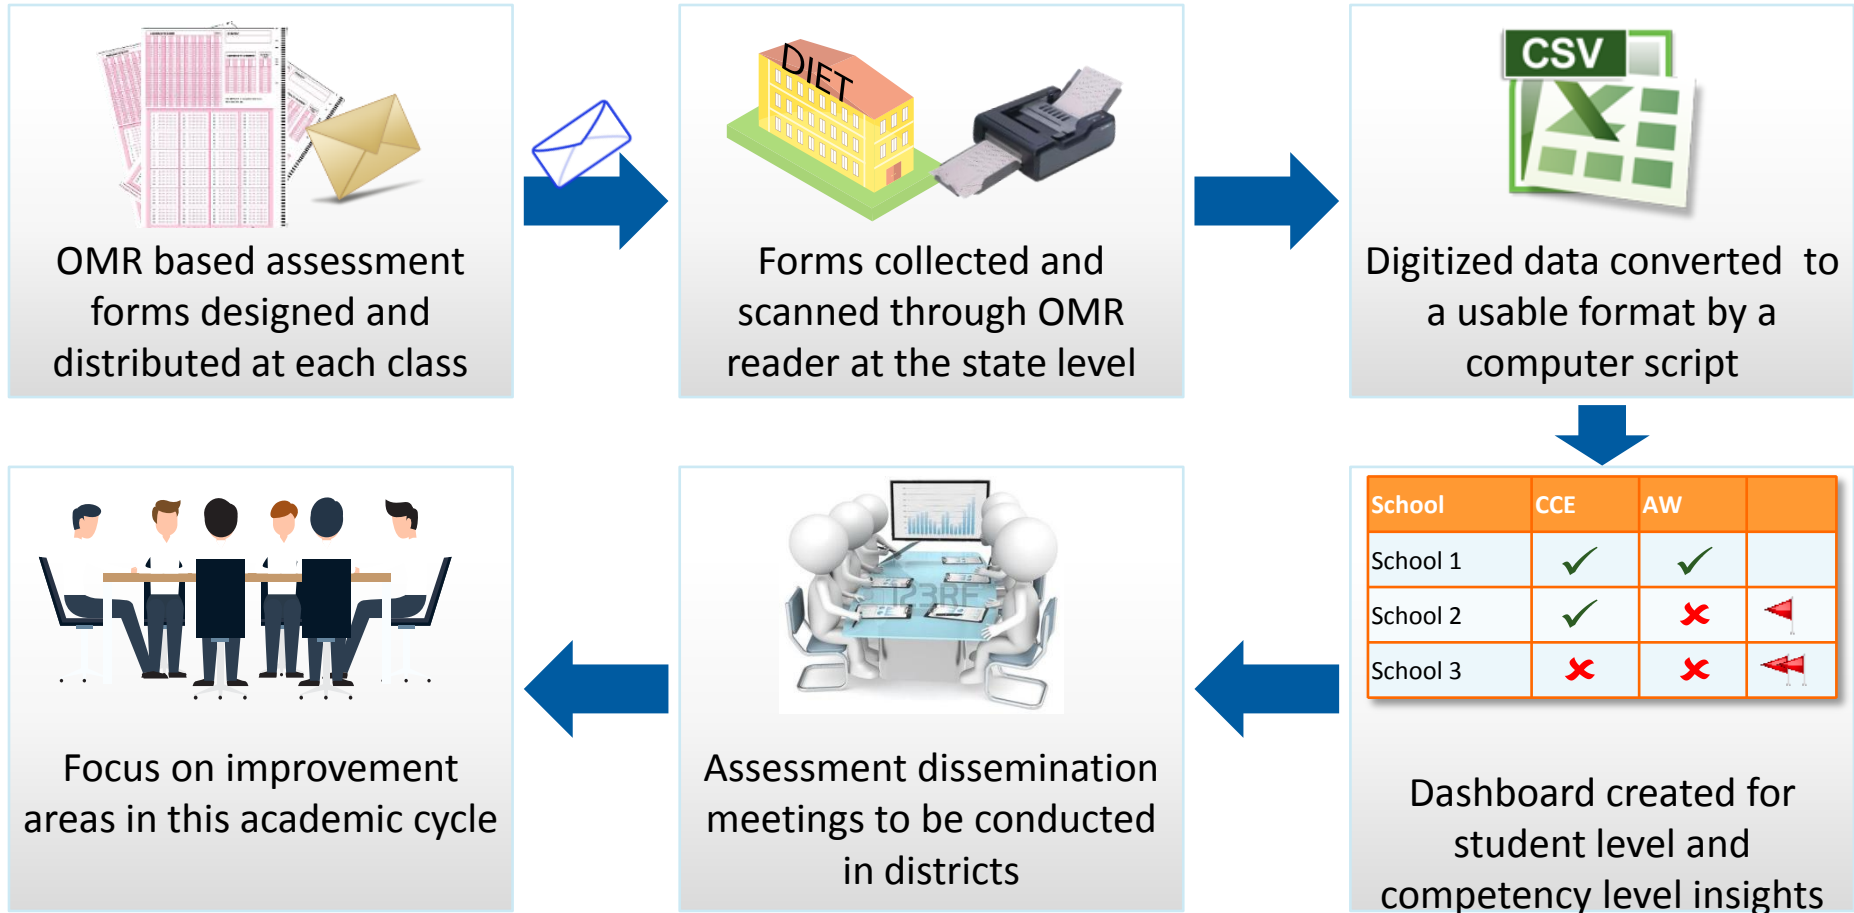 OMR based assessment
forms designed and
distributed at each class
DIET
Forms collected and
scanned through OMR
reader at the state level
CSV
X
Digitized data converted  to
a usable format by a
computer script
School CCE AW
School 1
School 2
School 3
Dashboard created for
student level and
competency level insights
123RF
Assessment dissemination
meetings to be conducted
in districts
Focus on improvement
areas in this academic cycle